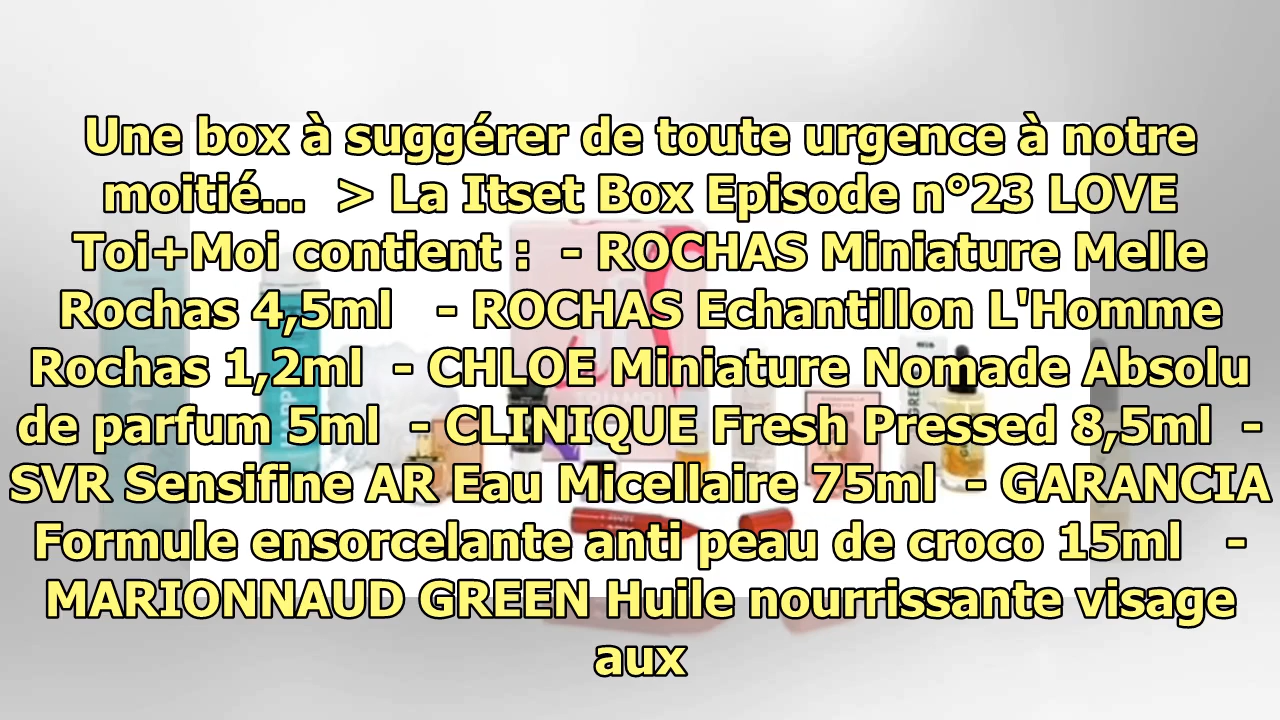 Une box à suggérer de toute urgence à notre
moitié... > La Itset Box Episode n°23 LOVE
Toi+Moi contient : - ROCHAS Miniature Melle
Rochas 4,5ml - ROCHAS Echantillon L'Homme
Rochas 1,2ml - CHLOE Miniature Nomade Absolu
de parfum 5ml - CLINIQUE Fresh Pressed 8,5ml -
SVR Sensifine AR Eau Micellaire 75ml - GARANCIA
Formule ensorcelante anti peau de croco 15ml -
MARIONNAUD GREEN Huile nourrissante visage
aux